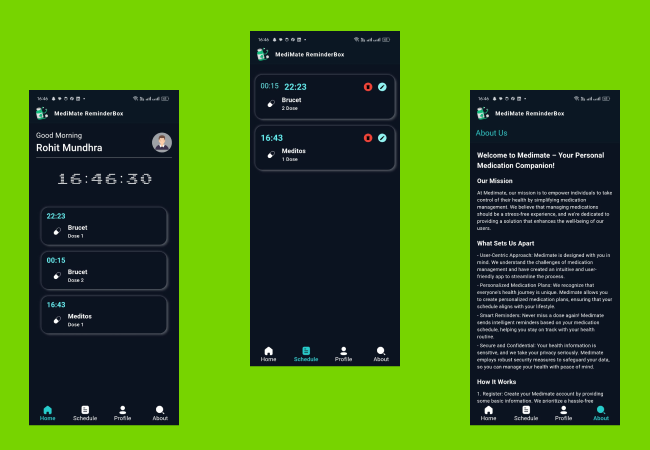 16:46
MediMate ReminderBox
Good Morning
Rohit Mundhra
16:46:30
22:23
Brucet
Dose 1
00:15
Brucet
Dose 2
16:43
Meditos
Dose 1
Home Schedule Profile About
16:46
MediMate ReminderBox
00:15 22:23
Brucet
2 Dose
16:43
Meditos
1 Dose
Home Schedule Profile About
16:46
MediMate ReminderBox
About Us
Welcome to Medimate – Your Personal
Medication Companion!
Our Mission
At Medimate, our mission is to empower individuals to take
control of their health by simplifying medication
management. We believe that managing medications
should be a stress-free experience, and we're dedicated to
providing a solution that enhances the well-being of our
users.
What Sets Us Apart
- User-Centric Approach: Medimate is designed with you in
mind. We understand the challenges of medication
management and have created an intuitive and user-
friendly app to streamline the process.
- Personalized Medication Plans: We recognize that
everyone's health journey is unique. Medimate allows you
to create personalized medication plans, ensuring that your
schedule aligns with your lifestyle.
- Smart Reminders: Never miss a dose again! Medimate
sends intelligent reminders based on your medication
schedule, helping you stay on track with your health
routine.
- Secure and Confidential: Your health information is
sensitive, and we take your privacy seriously. Medimate
employs robust security measures to safeguard your data,
so you can manage your health with peace of mind.
How It Works
1. Register: Create your Medimate account by providing
some basic information. We prioritize a hassle-free
Home Schedule Profile About